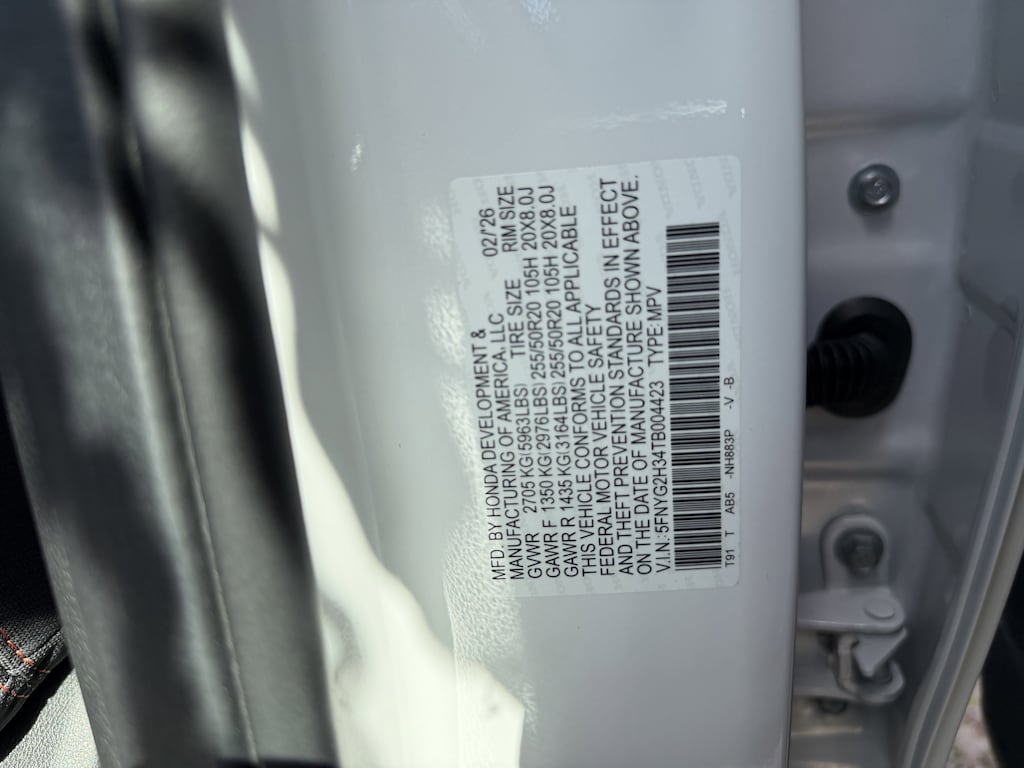 MFD. BY HONDA DEVELOPMENT &
MANUFACTURING OF AMERICA, LLC 02/'26
GVWR 2705 KG(5963LBS) TIRE SIZE RIM SIZE
GAWR F 1350 KG(2976LBS) 255/50R20 105H 20X8.0J
GAWR R 1435 KG(3164LBS) 255/50R20 105H 20X8.0J
THIS VEHICLE CONFORMS TO ALL APPLICABLE
FEDERAL MOTOR VEHICLE SAFETY
AND THEFT PREVENTION STANDARDS IN EFFECT
ON THE DATE OF MANUFACTURE SHOWN ABOVE.
V.I.N.:5FNYG2H34TB004423 TYPE:MPV
T91 T AB5 -NH883P -V -B